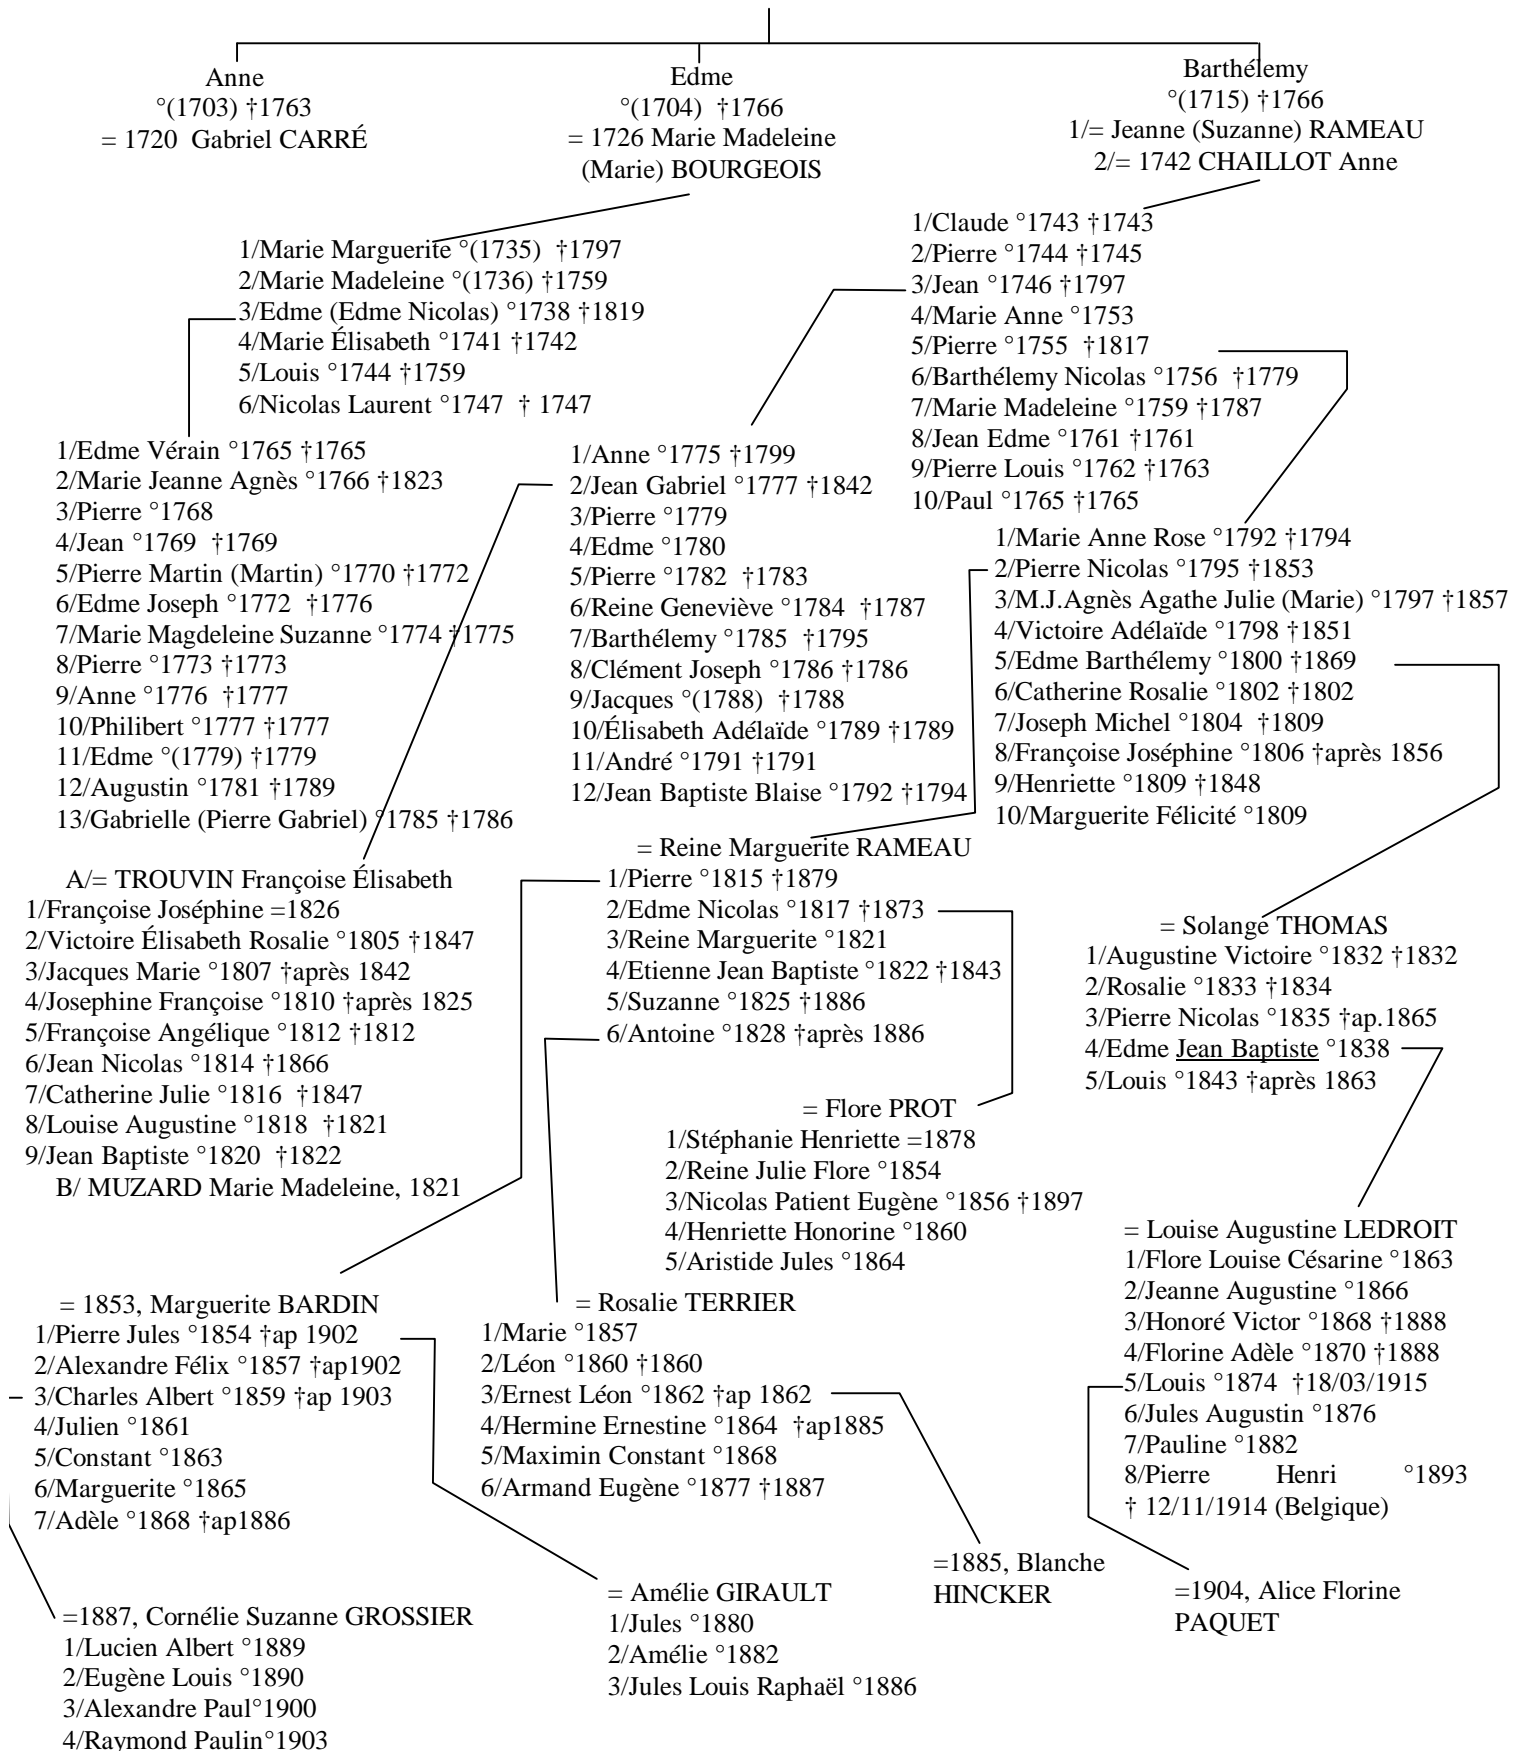 Anne
°(1703) †1763
= 1720 Gabriel CARRÉ
Edme
°(1704) †1766
= 1726 Marie Madeleine
(Marie) BOURGEOIS
Barthélemy
°(1715) †1766
1/= Jeanne (Suzanne) RAMEAU
2/= 1742 CHAILLOT Anne
1/Marie Marguerite °(1735) †1797
2/Marie Madeleine °(1736) †1759
3/Edme (Edme Nicolas) °1738 †1819
4/Marie Élisabeth °1741 †1742
5/Louis °1744 †1759
6/Nicolas Laurent °1747 † 1747
1/Claude °1743 †1743
2/Pierre °1744 †1745
3/Jean °1746 †1797
4/Marie Anne °1753
5/Pierre °1755 †1817
6/Barthélemy Nicolas °1756 †1779
7/Marie Madeleine °1759 †1787
8/Jean Edme °1761 †1761
9/Pierre Louis °1762 †1763
10/Paul °1765 †1765
1/Edme Vérain °1765 †1765
2/Marie Jeanne Agnès °1766 †1823
3/Pierre °1768
4/Jean °1769 †1769
5/Pierre Martin (Martin) °1770 †1772
6/Edme Joseph °1772 †1776
7/Marie Magdeleine Suzanne °1774 †1775
8/Pierre °1773 †1773
9/Anne °1776 †1777
10/Philibert °1777 †1777
11/Edme °(1779) †1779
12/Augustin °1781 †1789
13/Gabrielle (Pierre Gabriel) °1785 †1786
1/Anne °1775 †1799
2/Jean Gabriel °1777 †1842
3/Pierre °1779
4/Edme °1780
5/Pierre °1782 †1783
6/Reine Geneviève °1784 †1787
7/Barthélemy °1785 †1795
8/Clément Joseph °1786 †1786
9/Jacques °(1788) †1788
10/Élisabeth Adélaïde °1789 †1789
11/André °1791 †1791
12/Jean Baptiste Blaise °1792 †1794
1/Marie Anne Rose °1792 †1794
2/Pierre Nicolas °1795 †1853
3/M.J.Agnès Agathe Julie (Marie) °1797 †1857
4/Victoire Adélaïde °1798 †1851
5/Edme Barthélemy °1800 †1869
6/Catherine Rosalie °1802 †1802
7/Joseph Michel °1804 †1809
8/Françoise Joséphine °1806 †après 1856
9/Henriette °1809 †1848
10/Marguerite Félicité °1809
A/= TROUVIN Françoise Élisabeth
1/Françoise Joséphine =1826
2/Victoire Élisabeth Rosalie °1805 †1847
3/Jacques Marie °1807 †après 1842
4/Josephine Françoise °1810 †après 1825
5/Françoise Angélique °1812 †1812
6/Jean Nicolas °1814 †1866
7/Catherine Julie °1816 †1847
8/Louise Augustine °1818 †1821
9/Jean Baptiste °1820 †1822
B/ MUZARD Marie Madeleine, 1821
= Reine Marguerite RAMEAU
1/Pierre °1815 †1879
2/Edme Nicolas °1817 †1873
3/Reine Marguerite °1821
4/Etienne Jean Baptiste °1822 †1843
5/Suzanne °1825 †1886
6/Antoine °1828 †après 1886
= Solange THOMAS
1/Augustine Victoire °1832 †1832
2/Rosalie °1833 †1834
3/Pierre Nicolas °1835 †ap.1865
4/Edme Jean Baptiste °1838
5/Louis °1843 †après 1863
= Flore PROT
1/Stéphanie Henriette =1878
2/Reine Julie Flore °1854
3/Nicolas Patient Eugène °1856 †1897
4/Henriette Honorine °1860
5/Aristide Jules °1864
= Louise Augustine LEDROIT
1/Flore Louise Césarine °1863
2/Jeanne Augustine °1866
3/Honoré Victor °1868 †1888
4/Florine Adèle °1870 †1888
5/Louis °1874 †18/03/1915
6/Jules Augustin °1876
7/Pauline °1882
8/Pierre Henri °1893
† 12/11/1914 (Belgique)
= 1853, Marguerite BARDIN
1/Pierre Jules °1854 †ap 1902
2/Alexandre Félix °1857 †ap1902
3/Charles Albert °1859 †ap 1903
4/Julien °1861
5/Constant °1863
6/Marguerite °1865
7/Adèle °1868 †ap1886
= Rosalie TERRIER
1/Marie °1857
2/Léon °1860 †1860
3/Ernest Léon °1862 †ap 1862
4/Hermine Ernestine °1864 †ap1885
5/Maximin Constant °1868
6/Armand Eugène °1877 †1887
=1885, Blanche
HINCKER
=1904, Alice Florine
PAQUET
=1887, Cornélie Suzanne GROSSIER
1/Lucien Albert °1889
2/Eugène Louis °1890
3/Alexandre Paul°1900
4/Raymond Paulin°1903
= Amélie GIRAULT
1/Jules °1880
2/Amélie °1882
3/Jules Louis Raphaël °1886